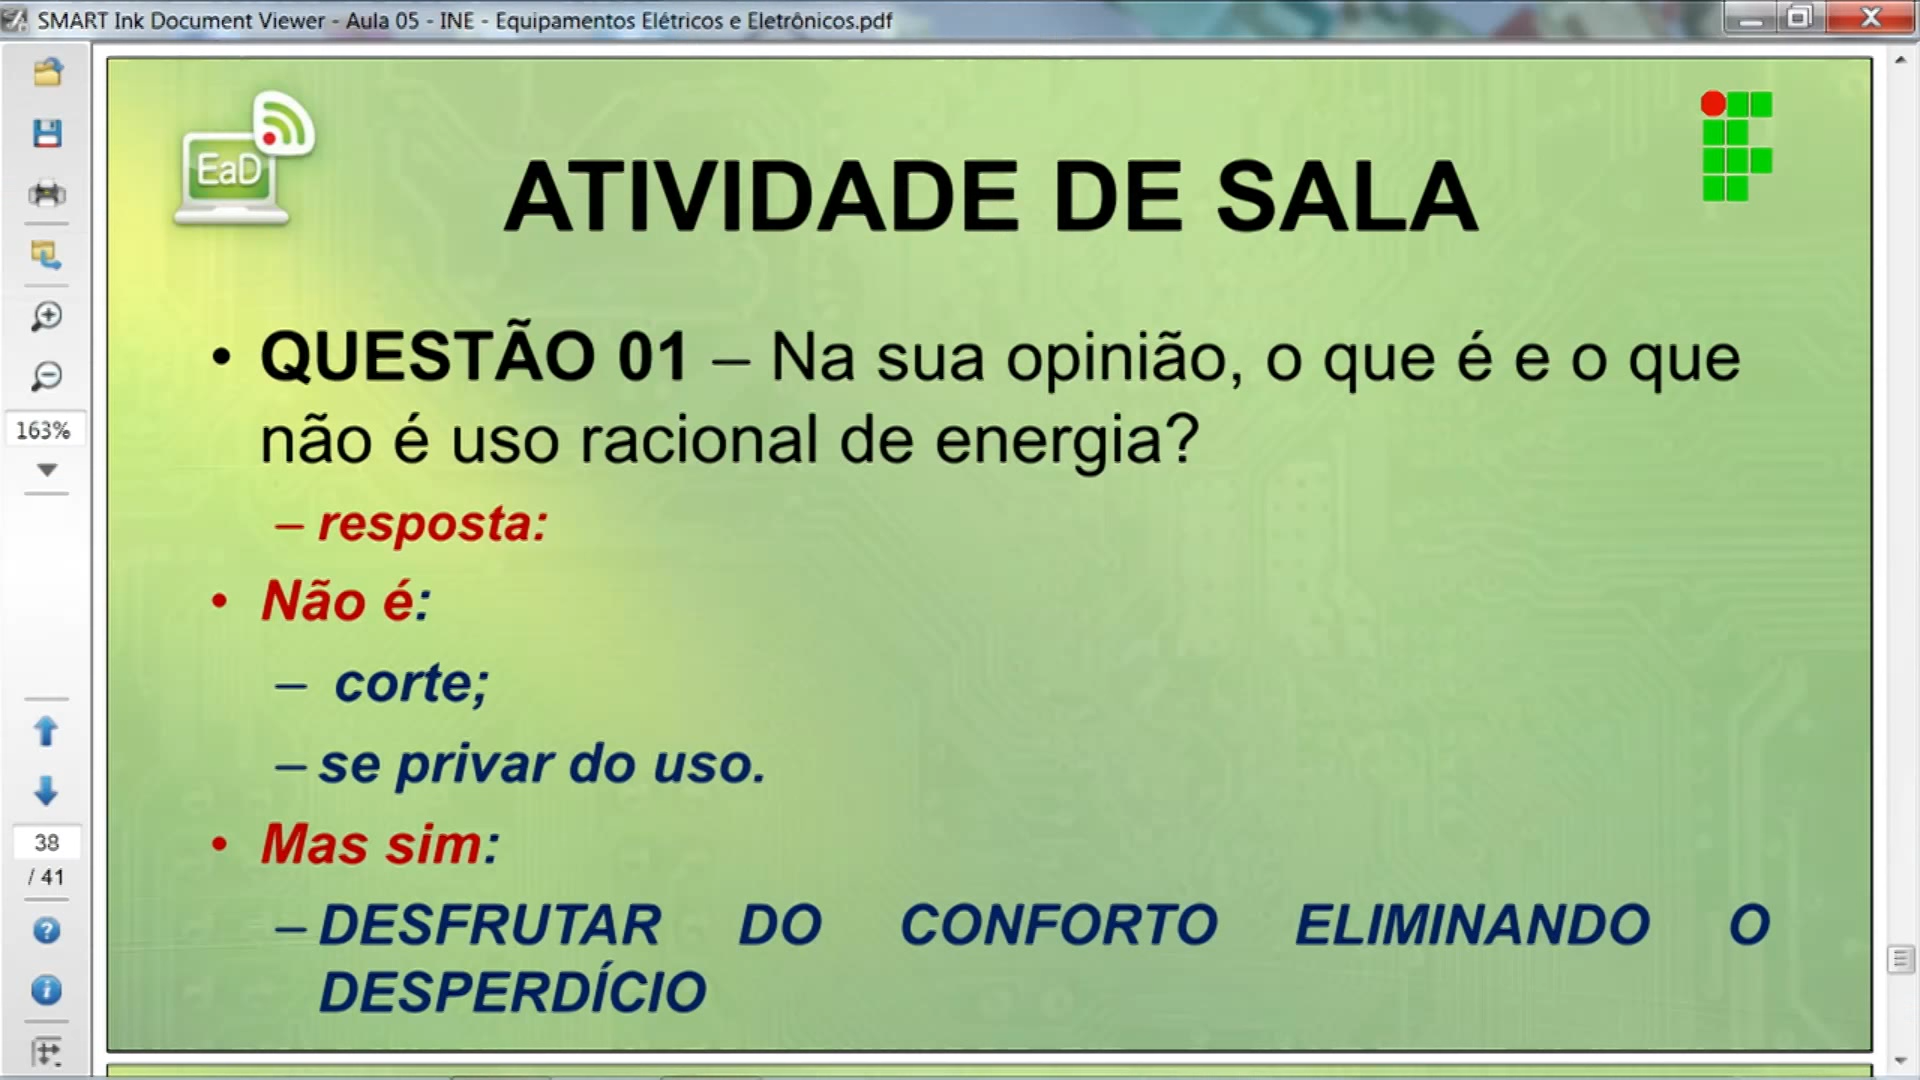 SMART Ink Document Viewer - Aula 05 - INE - Equipamentos Elétricos e Eletrônicos.pdf
EaD
ATIVIDADE DE SALA
• QUESTÃO 01 – Na sua opinião, o que é e o que
não é uso racional de energia?
– resposta:
• Não é:
– corte;
– se privar do uso.
• Mas sim:
– DESFRUTAR DO CONFORTO ELIMINANDO O
DESPERDÍCIO
163%
38
/ 41